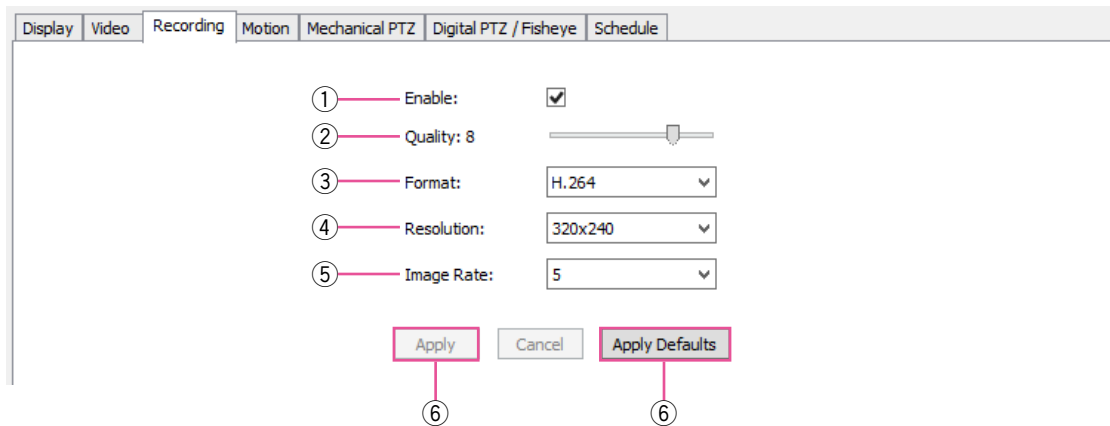 Display Video Recording Motion Mechanical PTZ Digital PTZ / Fisheye Schedule
① Enable:
② Quality: 8
③ Format: H.264
④ Resolution: 320x240
⑤ Image Rate: 5
Apply Cancel Apply Defaults
⑥ ⑥